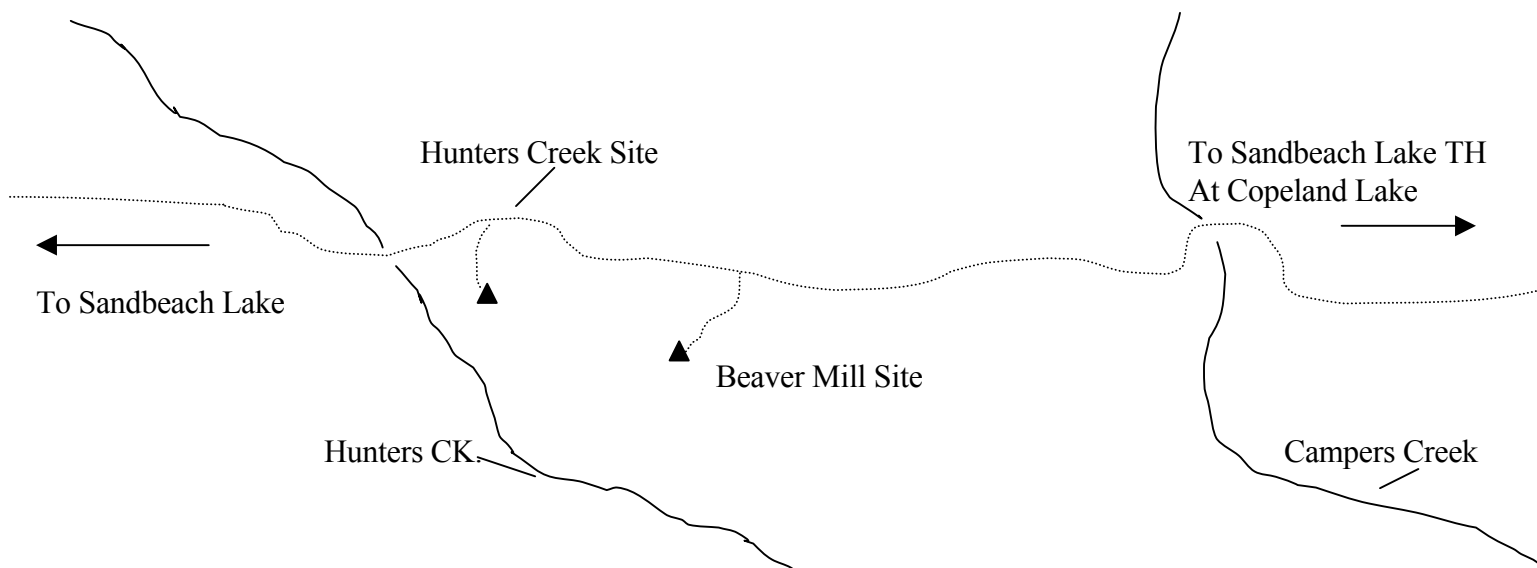 Hunters Creek Site
To Sandbeach Lake TH
At Copeland Lake
To Sandbeach Lake
Beaver Mill Site
Hunters CK.
Campers Creek